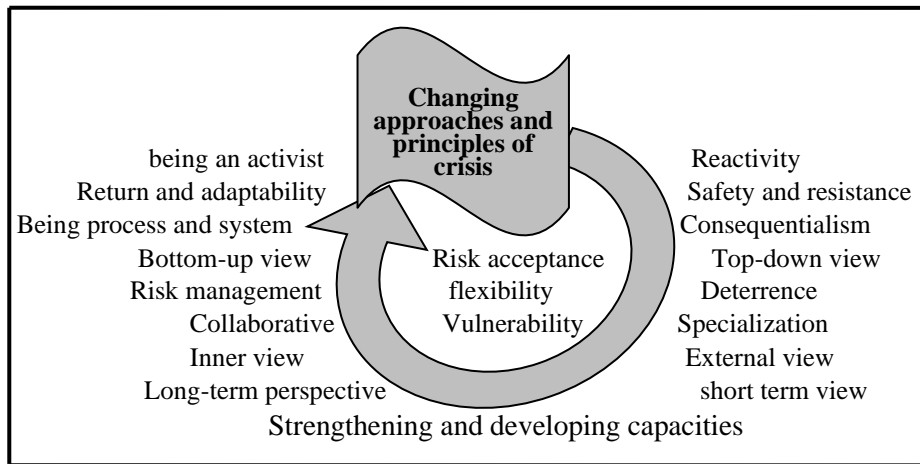 Changing
approaches and
principles of
crisis
being an activist
Return and adaptability
Being process and system
Bottom-up view
Risk management
Collaborative
Inner view
Long-term perspective
Risk acceptance
flexibility
Vulnerability
Reactivity
Safety and resistance
Consequentialism
Top-down view
Deterrence
Specialization
External view
short term view
Strengthening and developing capacities